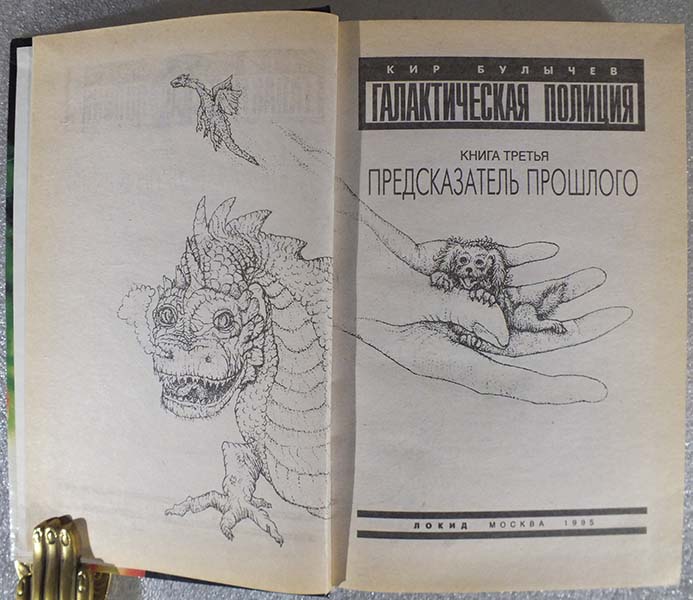 КИР БУЛЫЧЕВ
ГАЛАКТИЧЕСКАЯ ПОЛИЦИЯ
КНИГА ТРЕТЬЯ
ПРЕДСКАЗАТЕЛЬ ПРОШЛОГО
ЛОКИД МОСКВА 1995